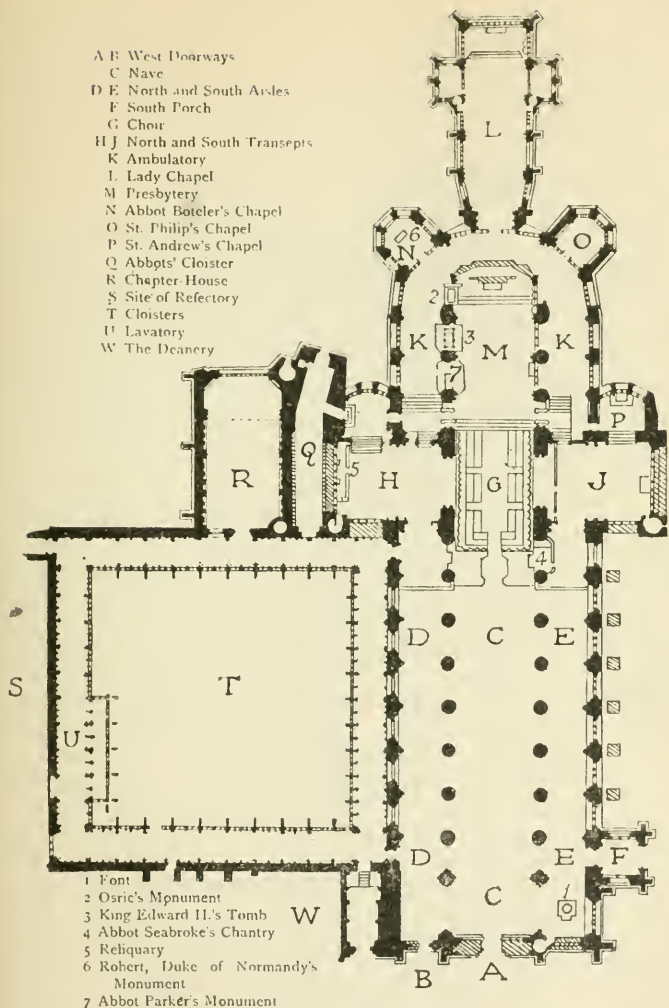 A B West Doorways
C Nave
D E North and South Aisles
F South Porch
G Choir
H J North and South Transepts
K Ambulatory
L Lady Chapel
M Presbytery
N Abbot Boteler's Chapel
O St. Philip's Chapel
P St. Andrew's Chapel
Q Abbots' Cloister
R Chapter-House
S Site of Refectory
T Cloisters
U Lavatory
W The Deanery
L
6
N
O
2
K
3
M
K
7
P
Q
R
5
H
G
J
4
D
C
E
S
T
U
D
E
F
1
C
W
B
A
1 Font
2 Osric's Monument
3 King Edward II.'s Tomb
4 Abbot Seabroke's Chantry
5 Reliquary
6 Robert, Duke of Normandy's
Monument
7 Abbot Parker's Monument